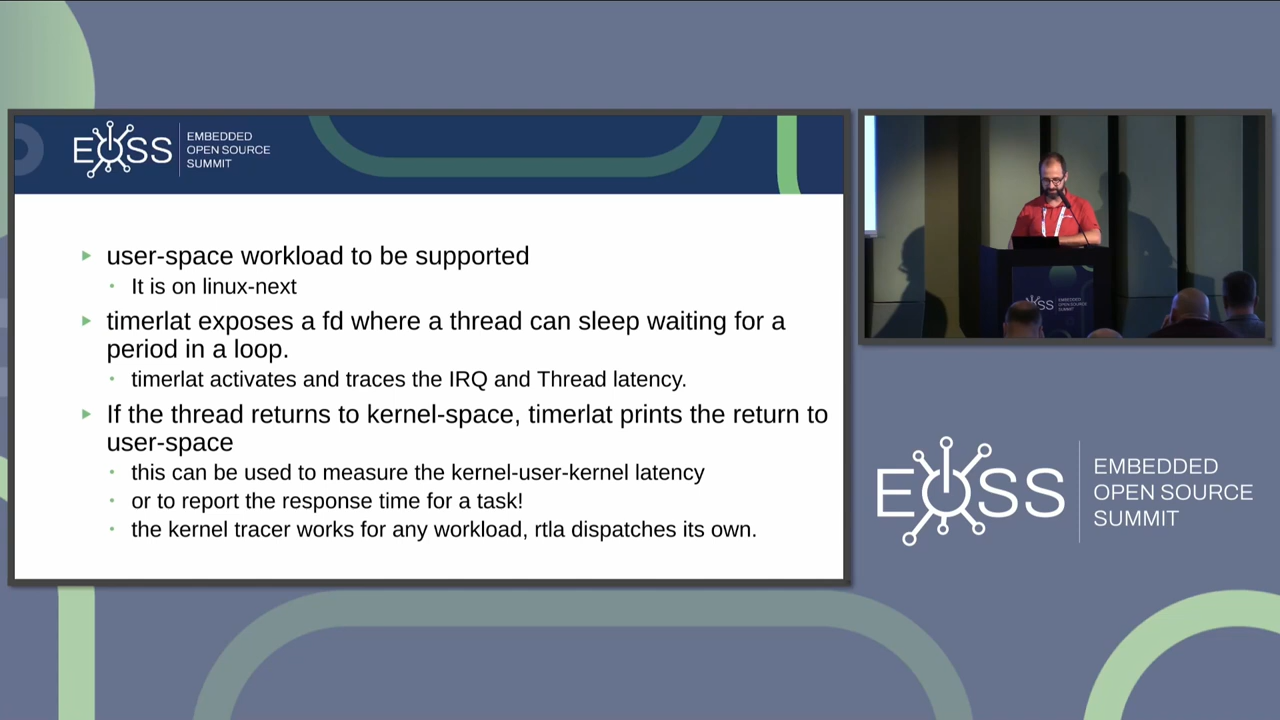 EOSS
EMBEDDED
OPEN SOURCE
SUMMIT
user-space workload to be supported
It is on linux-next
timerlat exposes a fd where a thread can sleep waiting for a
period in a loop.
timerlat activates and traces the IRQ and Thread latency.
If the thread returns to kernel-space, timerlat prints the return to
user-space
this can be used to measure the kernel-user-kernel latency
or to report the response time for a task!
the kernel tracer works for any workload, rtla dispatches its own.
EOSS
EMBEDDED
OPEN SOURCE
SUMMIT